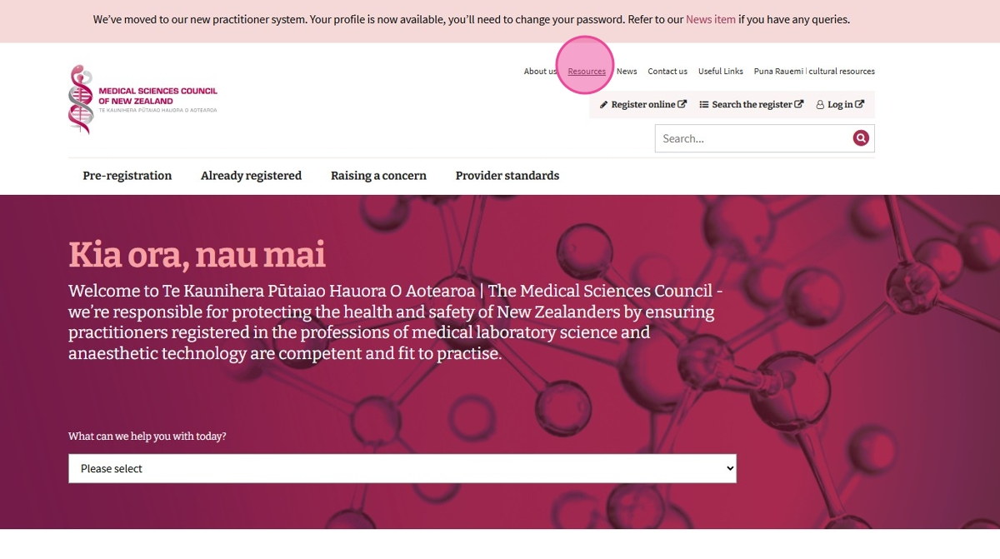 We've moved to our new practitioner system. Your profile is now available, you'll need to change your password. Refer to our News item if you have any queries.
About us Resources News Contact us Useful Links Puna Rauemi | cultural resources
MEDICAL SCIENCES COUNCIL
OF NEW ZEALAND
TE KAUNIHERA PŪTAIAO HAUORA O AOTEAROA
Register online Search the register Log in
Search...
Pre-registration Already registered Raising a concern Provider standards
Kia ora, nau mai
Welcome to Te Kaunihera Pūtaiao Hauora O Aotearoa | The Medical Sciences Council -
we're responsible for protecting the health and safety of New Zealanders by ensuring
practitioners registered in the professions of medical laboratory science and
anaesthetic technology are competent and fit to practise.
What can we help you with today?
Please select